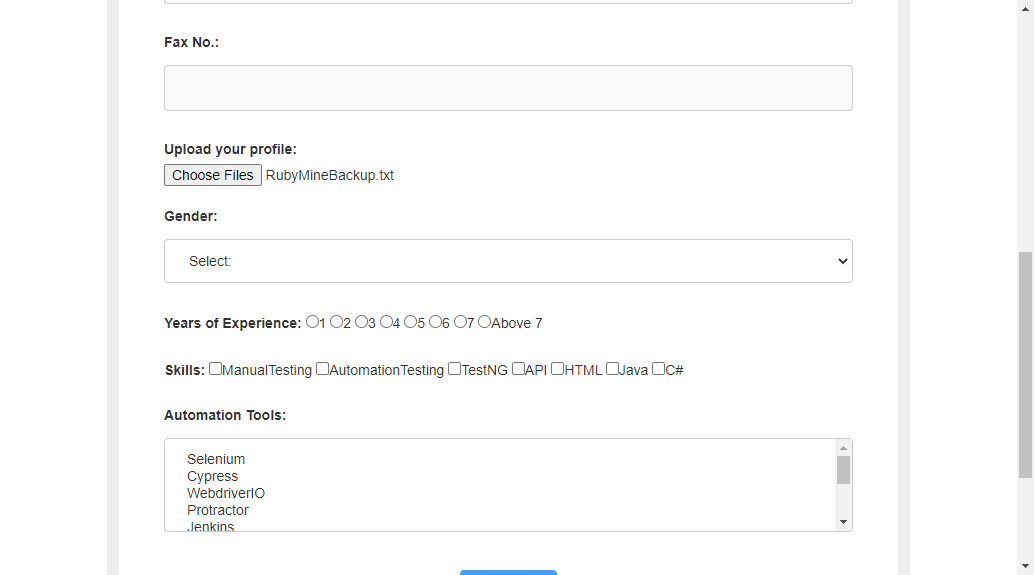 Fax No.:
Upload your profile:
Choose Files RubyMineBackup.txt
Gender:
Select:
Years of Experience: 1 2 3 4 5 6 7 Above 7
Skills: ManualTesting AutomationTesting TestNG API HTML Java C#
Automation Tools:
Selenium
Cypress
WebdriverIO
Protractor
Jenkins